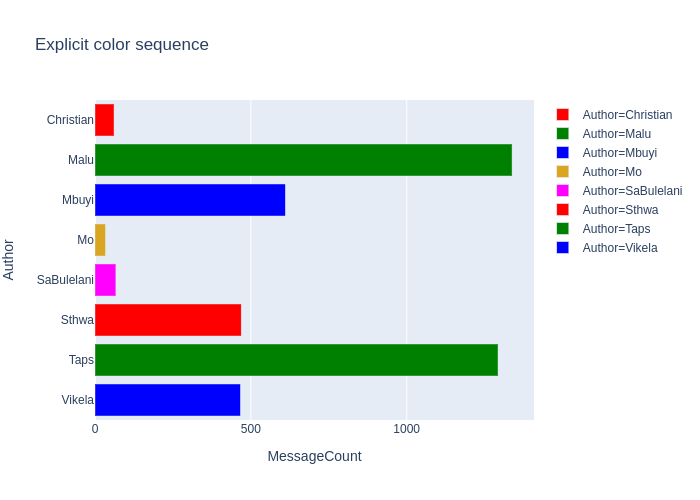 Explicit color sequence
Christian
Malu
Mbuyi
Mo
SaBulelani
Sthwa
Taps
Vikela
Author
0 500 1000
MessageCount
Author=Christian
Author=Malu
Author=Mbuyi
Author=Mo
Author=SaBulelani
Author=Sthwa
Author=Taps
Author=Vikela